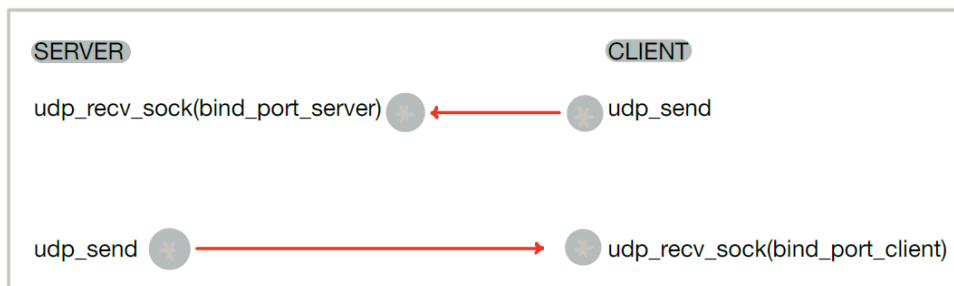 SERVER
CLIENT
udp_recv_sock(bind_port_server)
udp_send
udp_send
udp_recv_sock(bind_port_client)